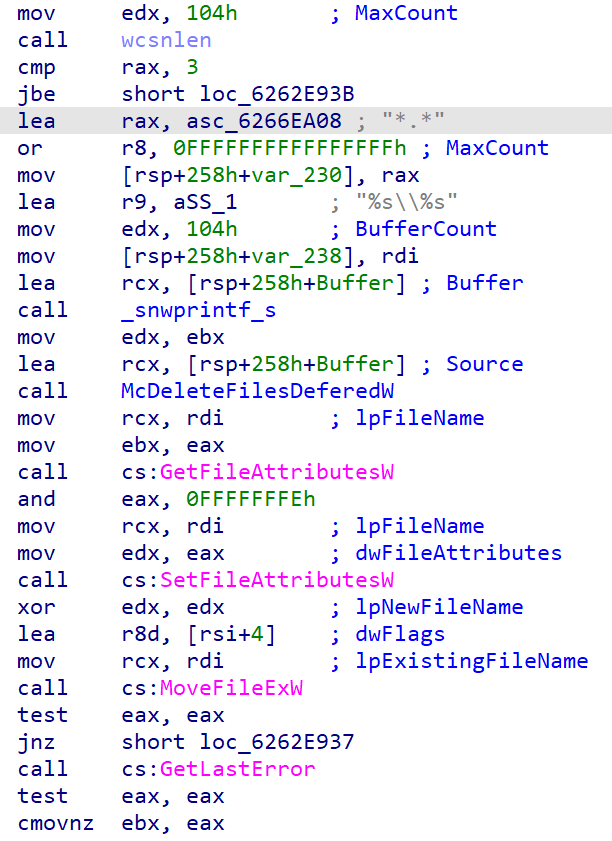 mov     edx, 104h       ; MaxCount
call    wcsnlen
cmp     rax, 3
jbe     short loc_6262E93B
lea     rax, asc_6266EA08 ; "*.*"
or      r8, 0FFFFFFFFFFFFFFFFh ; MaxCount
mov     [rsp+258h+var_230], rax
lea     r9, aSS_1       ; "%s\\%s"
mov     edx, 104h       ; BufferCount
mov     [rsp+258h+var_238], rdi
lea     rcx, [rsp+258h+Buffer] ; Buffer
call    _snwprintf_s
mov     edx, ebx
lea     rcx, [rsp+258h+Buffer] ; Source
call    McDeleteFilesDeferedW
mov     rcx, rdi        ; lpFileName
mov     ebx, eax
call    cs:GetFileAttributesW
and     eax, 0FFFFFFFEh
mov     rcx, rdi        ; lpFileName
mov     edx, eax        ; dwFileAttributes
call    cs:SetFileAttributesW
xor     edx, edx        ; lpNewFileName
lea     r8d, [rsi+4]    ; dwFlags
mov     rcx, rdi        ; lpExistingFileName
call    cs:MoveFileExW
test    eax, eax
jnz     short loc_6262E937
call    cs:GetLastError
test    eax, eax
cmovnz  ebx, eax